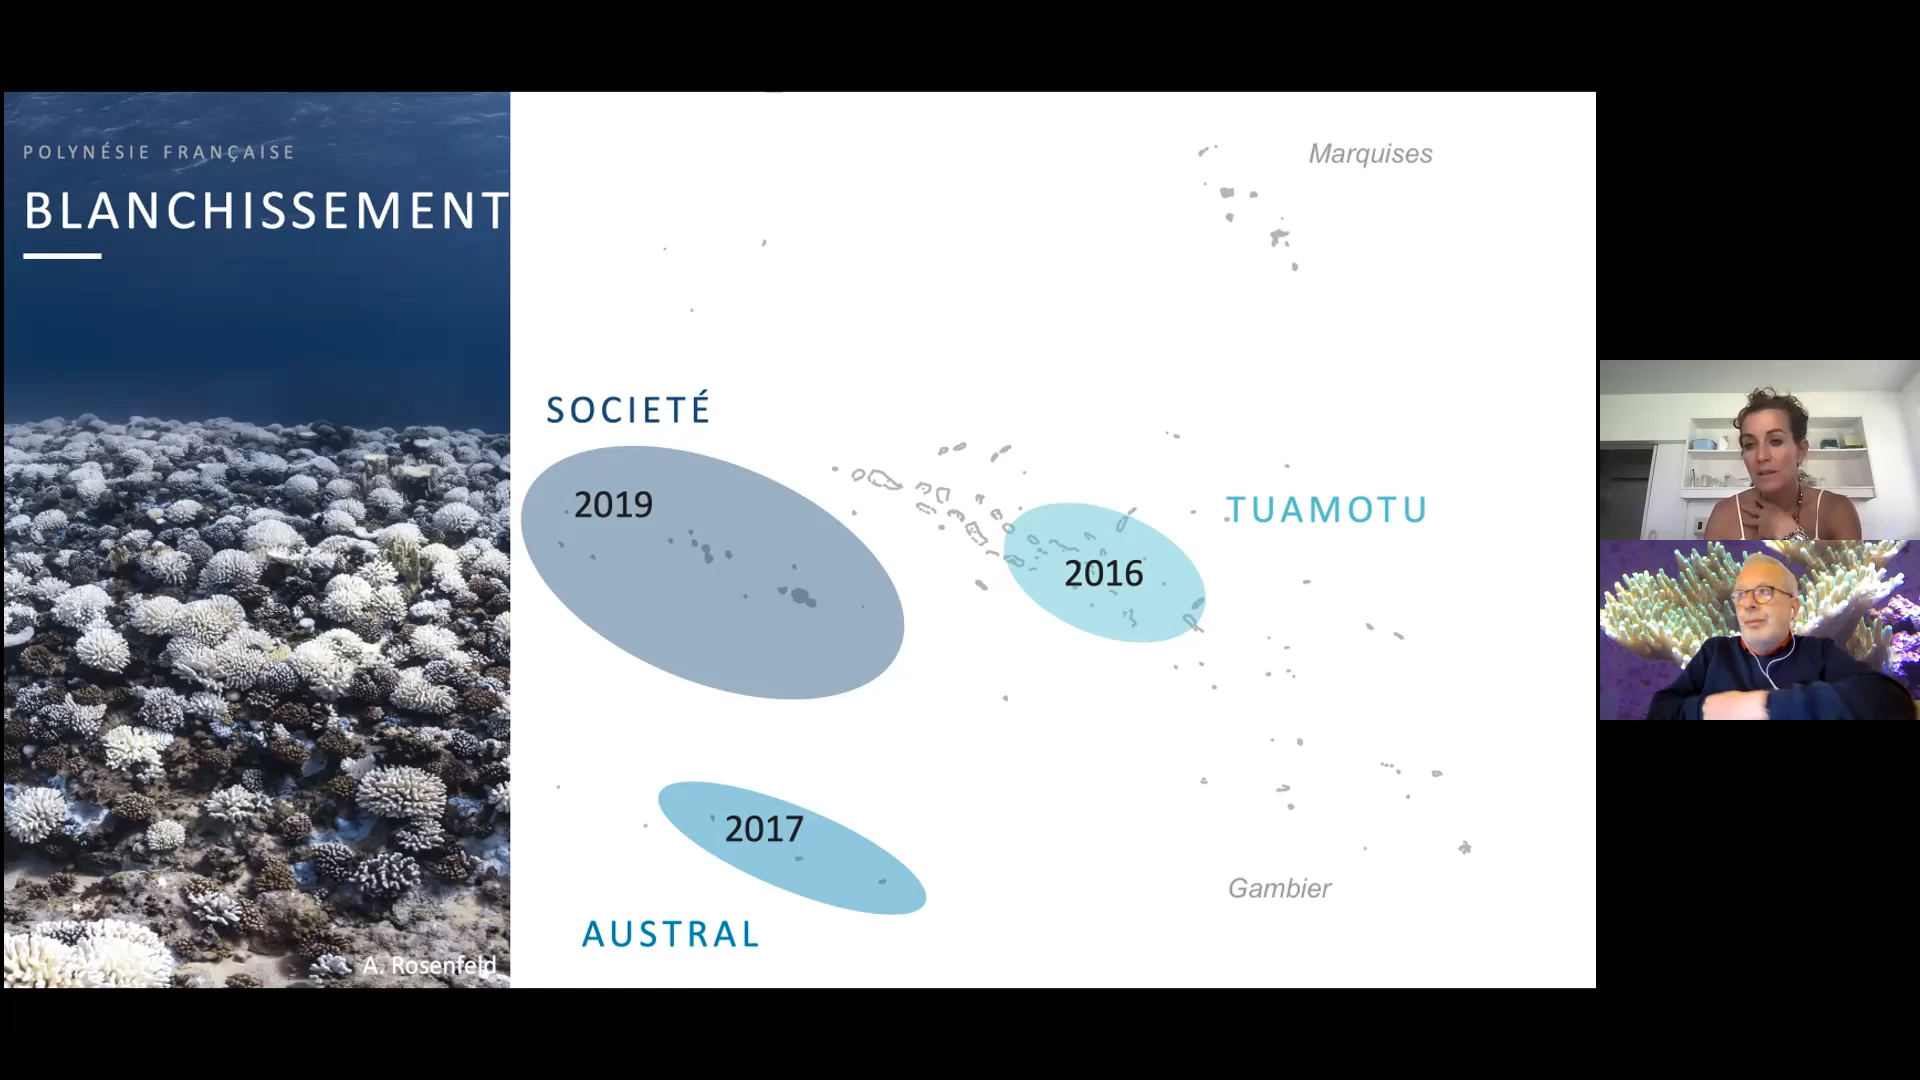 POLYNÉSIE FRANÇAISE
BLANCHISSEMENT
A. Rosenfeld
Marquises
SOCIETÉ
2019
TUAMOTU
2016
2017
Gambier
AUSTRAL